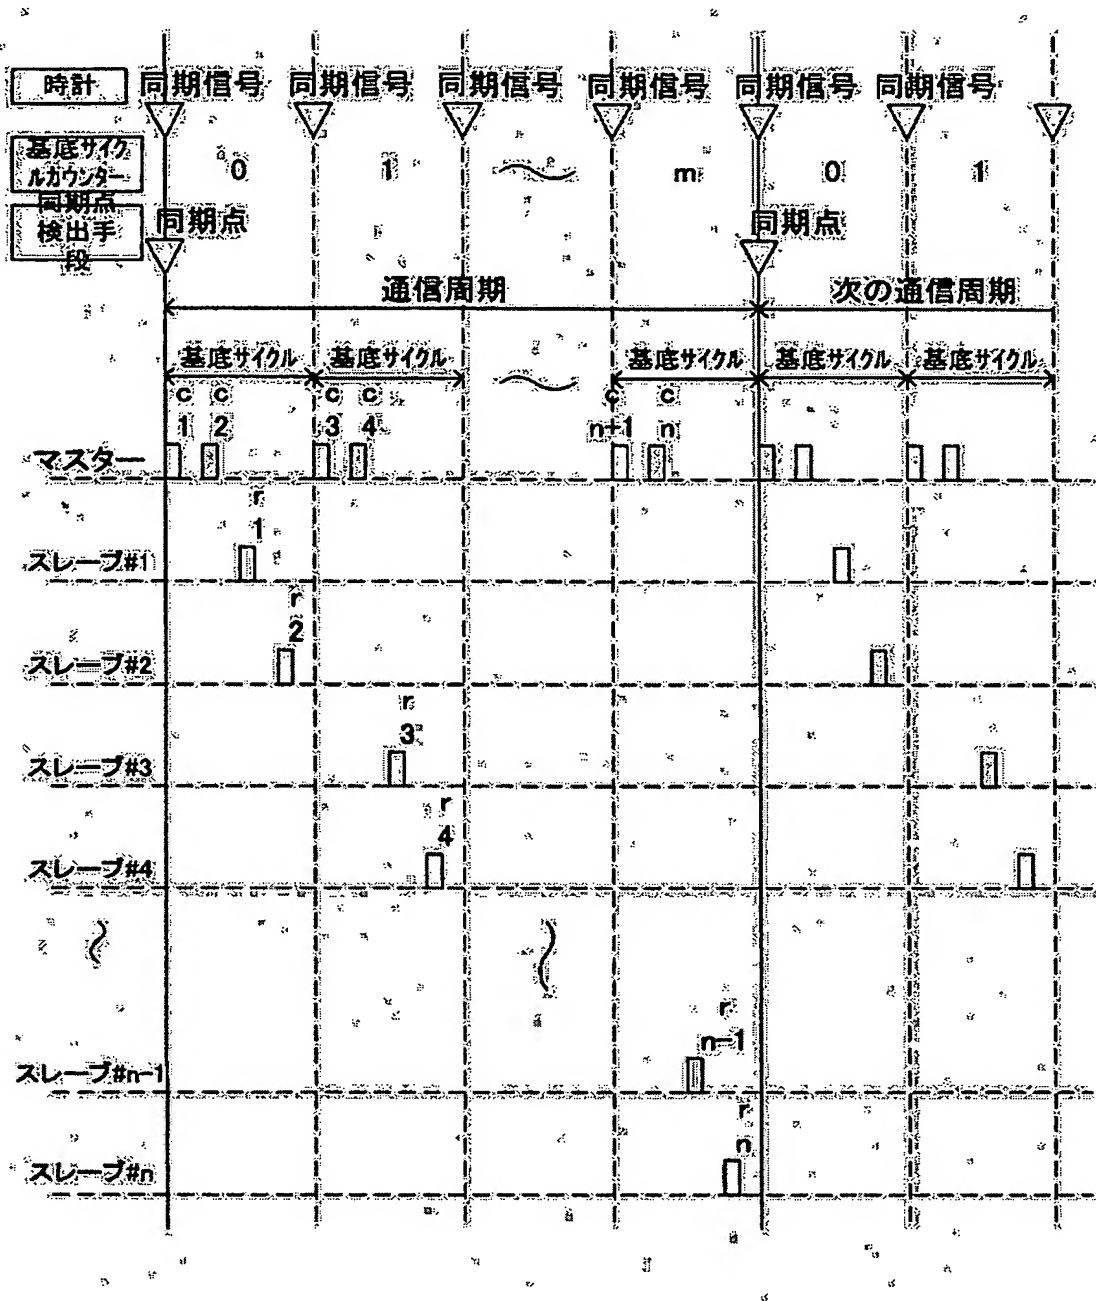 時計 同期信号 同期信号 同期信号 同期信号 同期信号 同期信号
基底サイク
ルカウンター
0 1 m 0 1
同期点
検出手
段
同期点 同期点
通信周期 次の通信周期
基底サイクル 基底サイクル 基底サイクル 基底サイクル 基底サイクル
c c c c c c
1 2 3 4 n+1 n
マスター
r
1
スレーブ#1
r
2
スレーブ#2
r
3
スレーブ#3
r
4
スレーブ#4
r
n-1
スレーブ#n-1
r
n
スレーブ#n